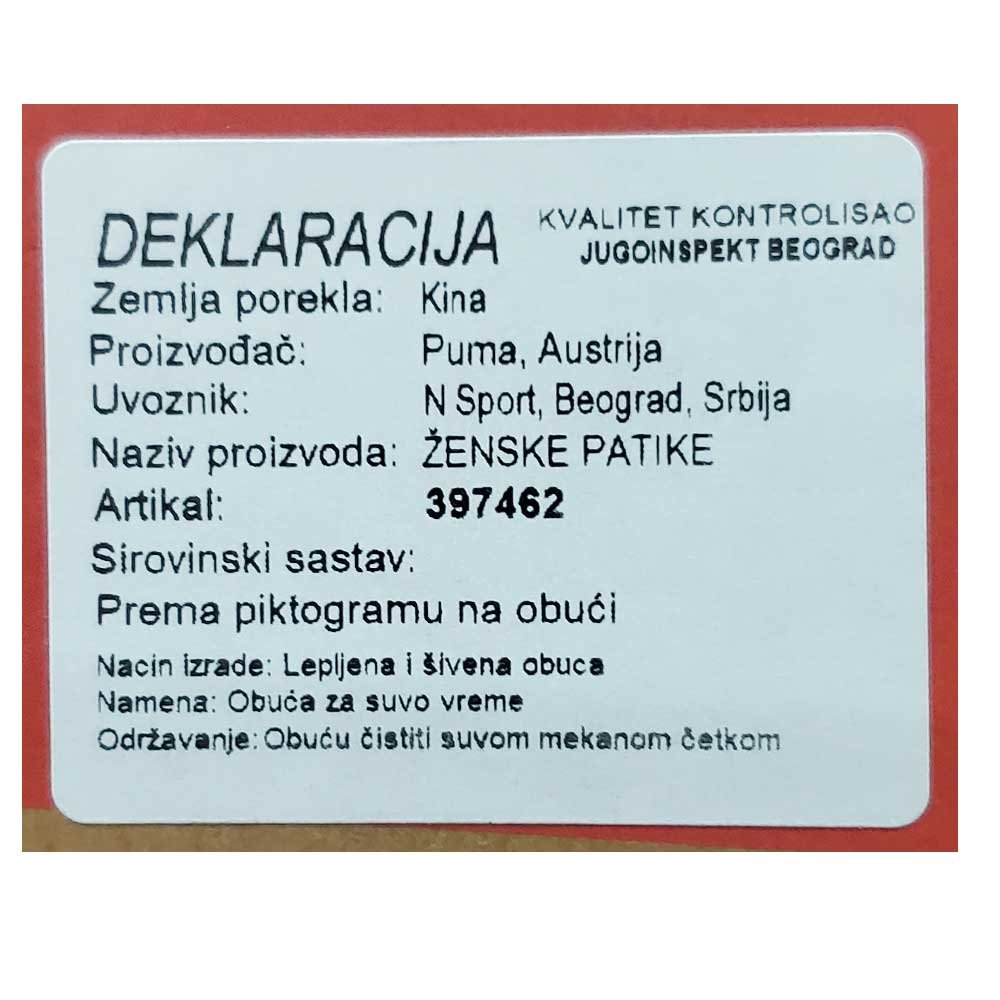 DEKLARACIJA
KVALITET KONTROLISAO
JUGOINSPEKT BEOGRAD
Zemlja porekla: Kina
Proizvođač: Puma, Austrija
Uvoznik: N Sport, Beograd, Srbija
Naziv proizvoda: ŽENSKE PATIKE
Artikal: 397462
Sirovinski sastav:
Prema piktogramu na obući
Nacin izrade: Lepljena i šivena obuca
Namena: Obuća za suvo vreme
Održavanje: Obuću čistiti suvom mekanom četkom